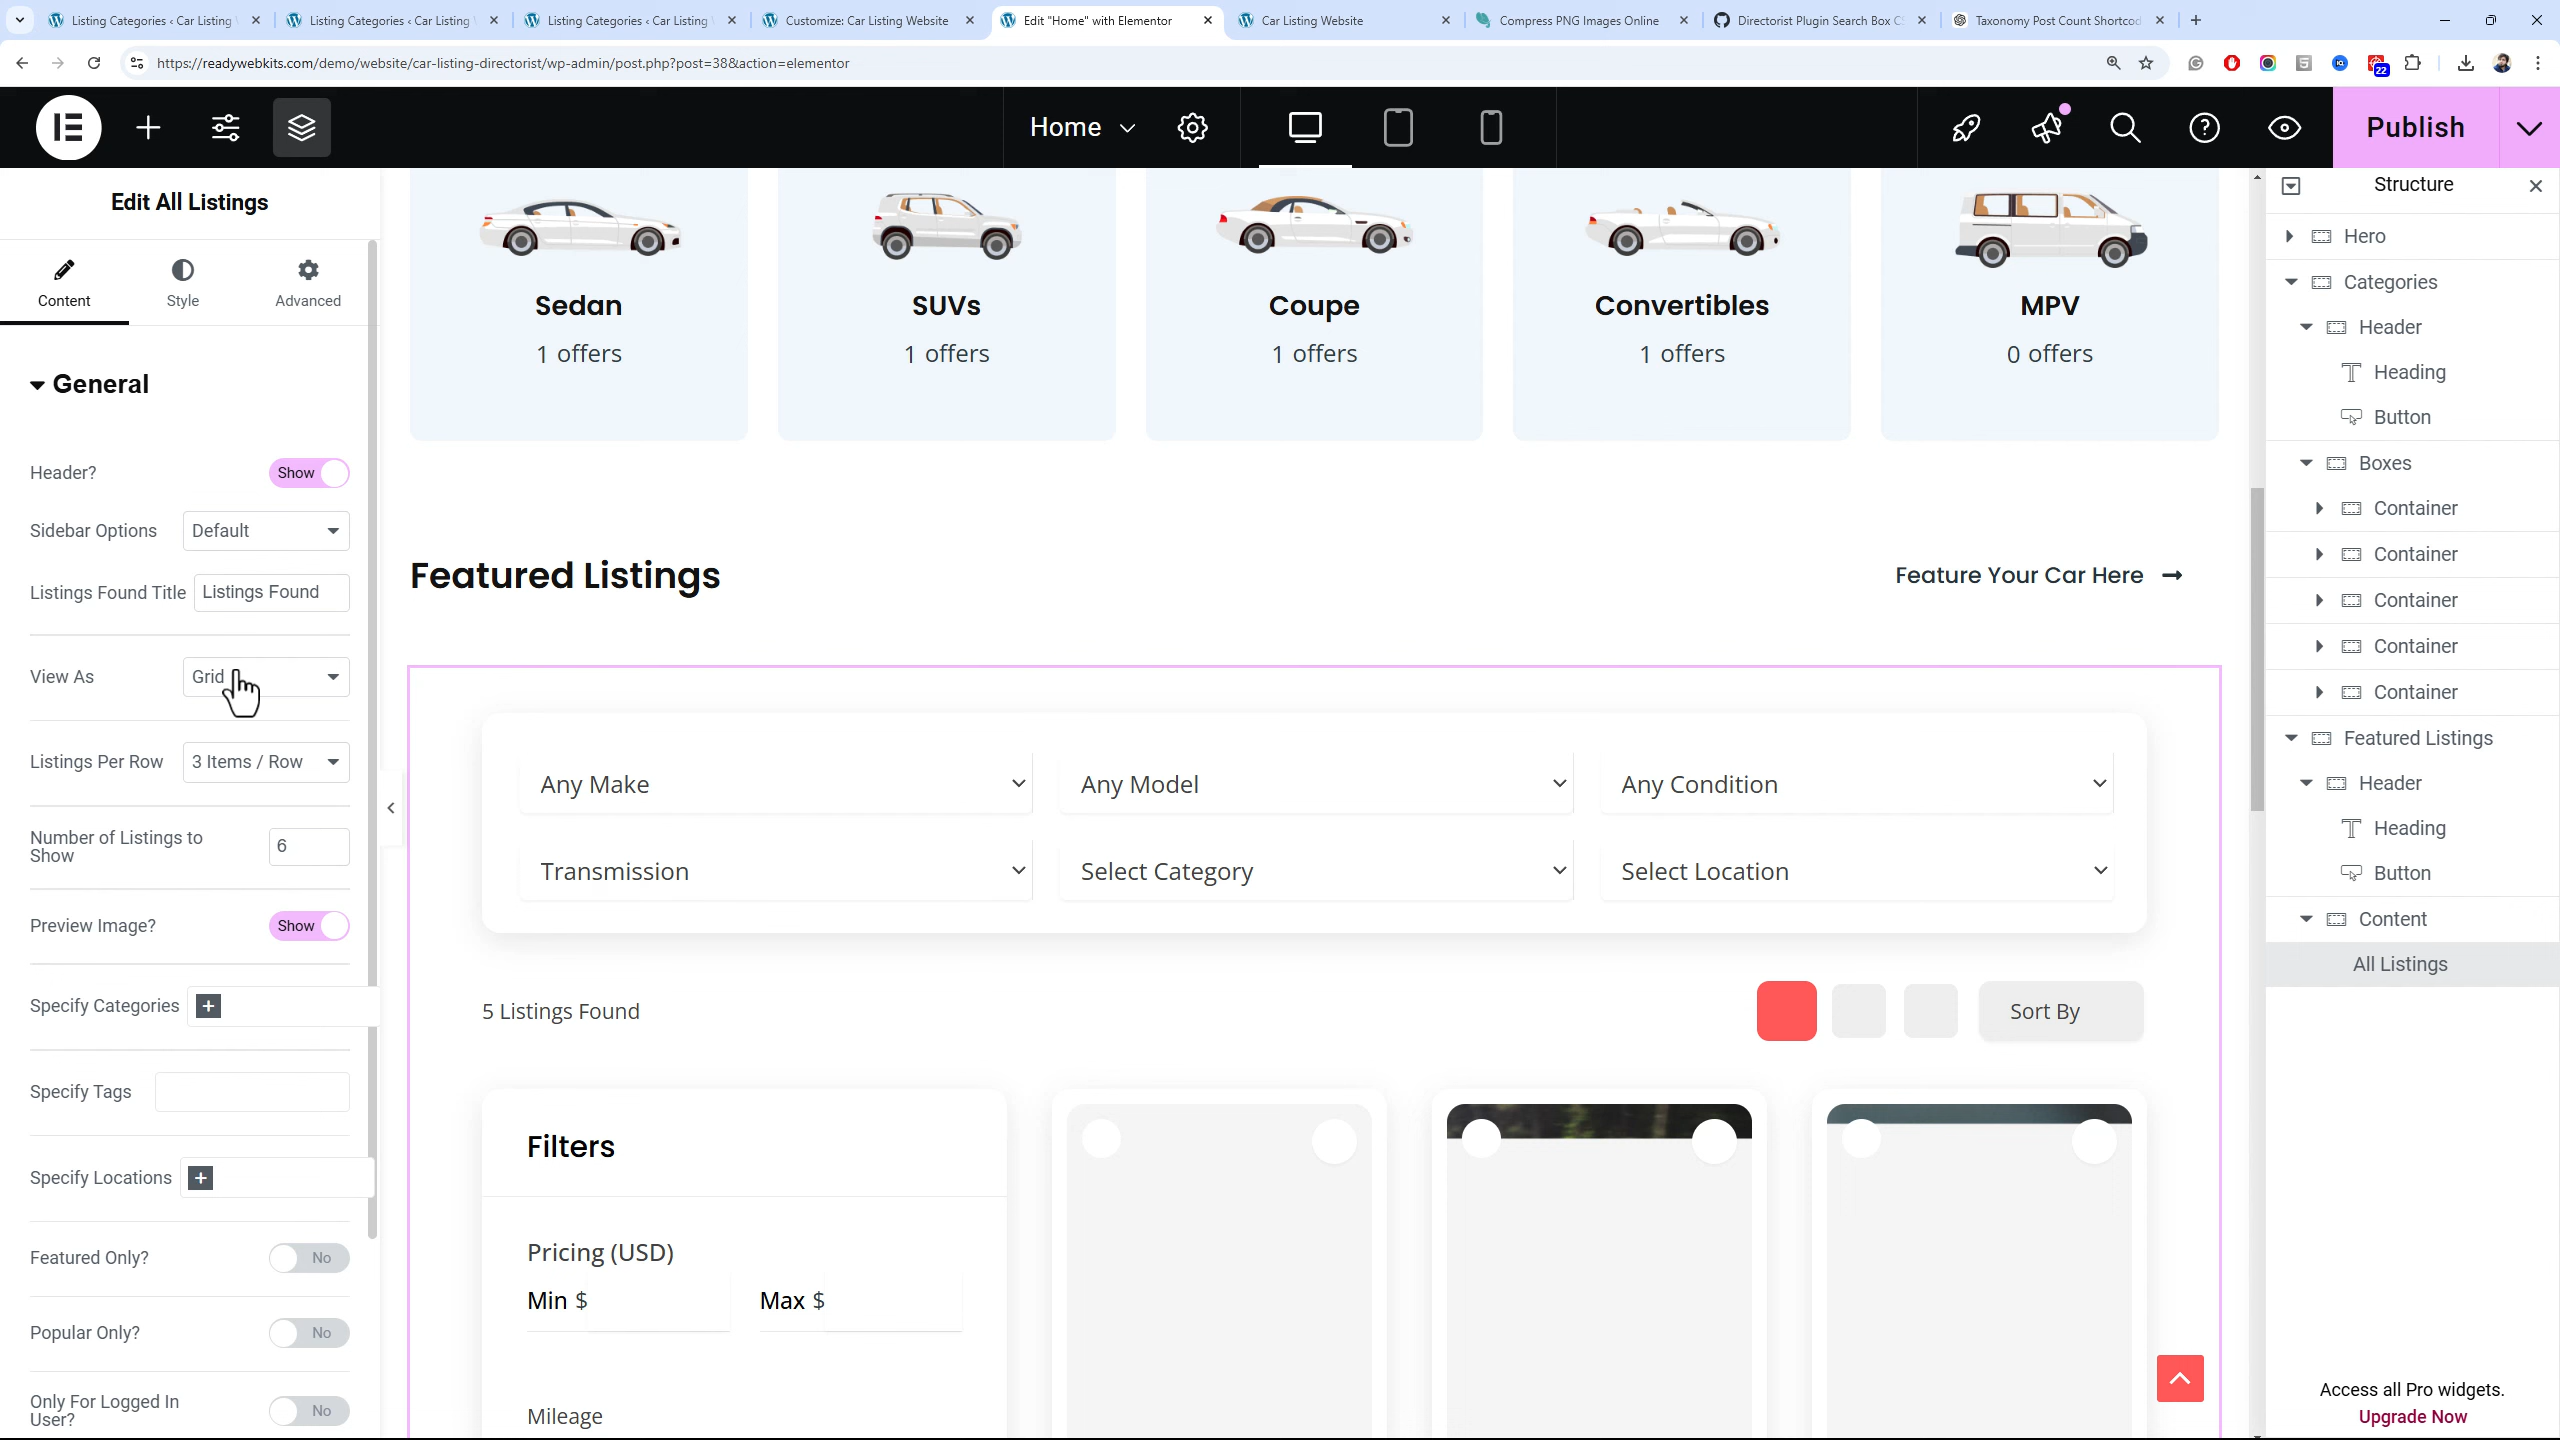 Listing Categories ‹ Car Listing
Listing Categories ‹ Car Listing
Listing Categories ‹ Car Listing
Customize: Car Listing Website
Edit "Home" with Elementor
Car Listing Website
Compress PNG Images Online
Directorist Plugin Search Box CS
Taxonomy Post Count Shortcod
https://readywebkits.com/demo/website/car-listing-directorist/wp-admin/post.php?post=38&action=elementor
22
Home
Publish
Edit All Listings
Content
Style
Advanced
General
Header?
Show
Sidebar Options
Default
Listings Found Title
Listings Found
View As
Grid
Listings Per Row
3 Items / Row
Number of Listings to
Show
6
Preview Image?
Show
Specify Categories
Specify Tags
Specify Locations
Featured Only?
No
Popular Only?
No
Only For Logged In
User?
No
Sedan
1 offers
SUVs
1 offers
Coupe
1 offers
Convertibles
1 offers
MPV
0 offers
Featured Listings
Feature Your Car Here
Any Make
Any Model
Any Condition
Transmission
Select Category
Select Location
5 Listings Found
Sort By
Filters
Pricing (USD)
Min $
Max $
Mileage
Structure
Hero
Categories
Header
Heading
Button
Boxes
Container
Container
Container
Container
Container
Featured Listings
Header
Heading
Button
Content
All Listings
Access all Pro widgets.
Upgrade Now